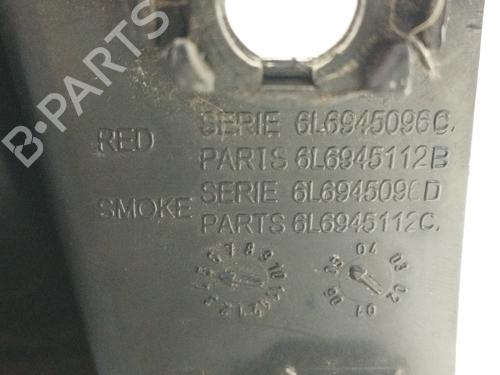 B-PARTS
RED SERIE 6L6945096C.
PARTS 6L6945112B
SMOKE SERIE 6L6945096D
PARTS 6L6945112C.